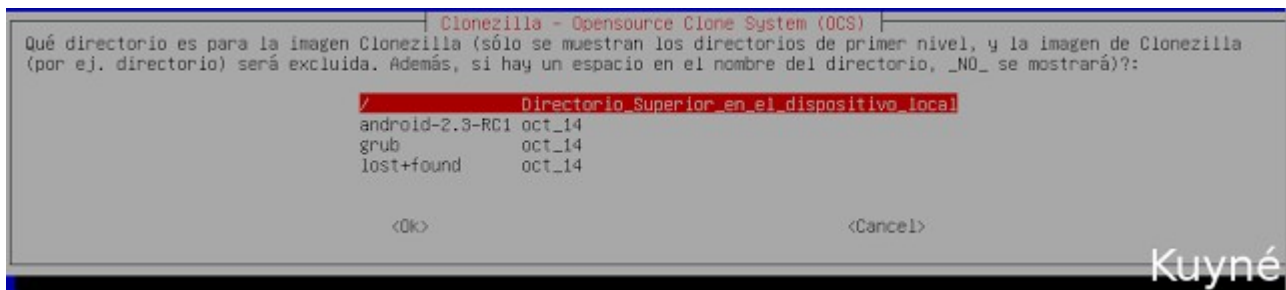 Clonezilla - Opensource Clone System (OCS)
Qué directorio es para la imagen Clonezilla (sólo se muestran los directorios de primer nivel, y la imagen de Clonezilla
(por ej. directorio) será excluida. Además, si hay un espacio en el nombre del directorio, _NO_ se mostrará)?:
/ Directorio_Superior_en_el_dispositivo_local
android-2.3-RC1 oct_14
grub oct_14
lost+found oct_14
<Ok> <Cancel>
Kuyné